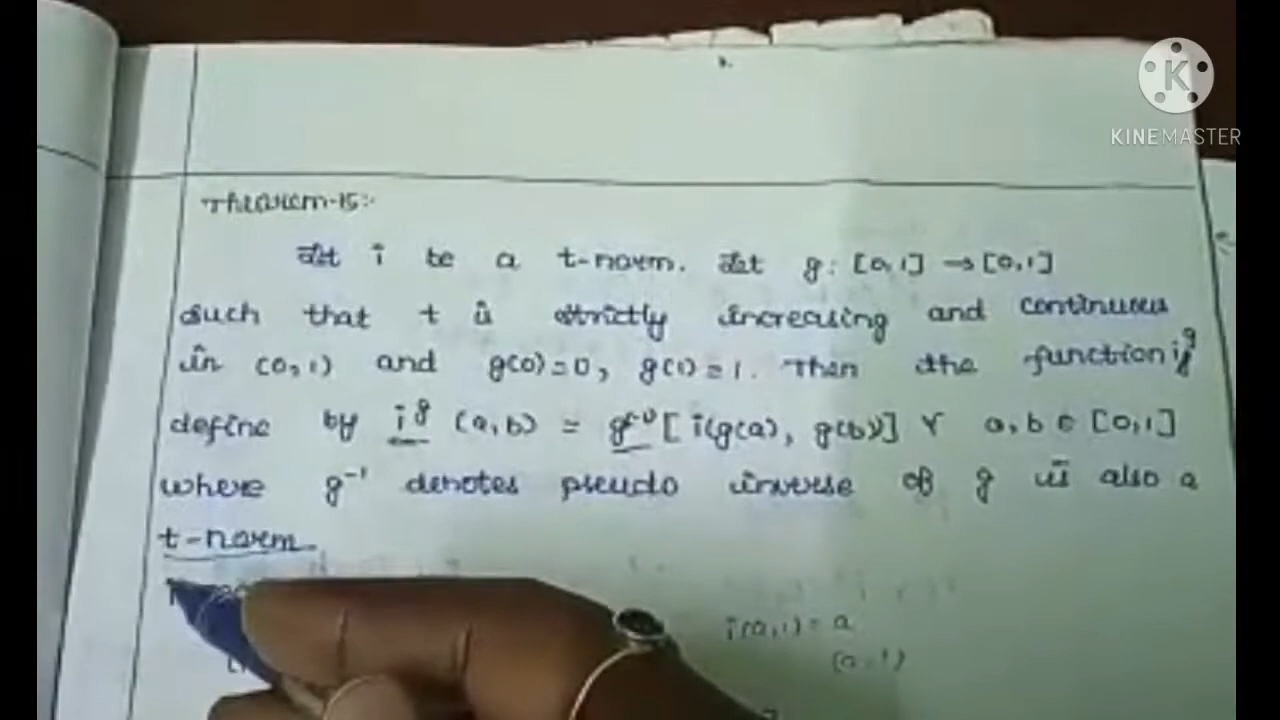 K
KINEMASTER
Theorem-15:-
Let i be a t-norm. Let g: [0,1] → [0,1]
such that t is strictly increasing and continuous
in (0,1) and g(0)=0, g(1)=1. Then the function i^g
define by i^g (a,b) = g^(-1) [i(g(a), g(b))] ∀ a,b ∈ [0,1]
where g^-1 denotes pseudo inverse of g is also a
t-norm.
i(a,1) = a